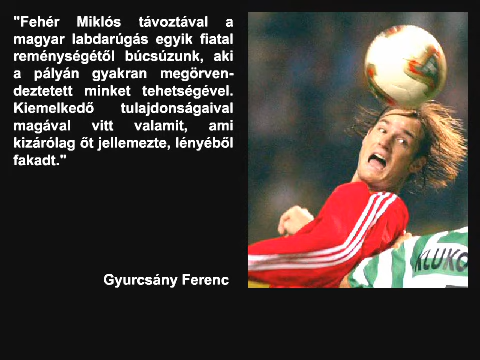 "Fehér Miklós távoztával a
magyar labdarúgás egyik fiatal
reménységétől búcsúzunk, aki
a pályán gyakran megörven-
deztetett minket tehetségével.
Kiemelkedő tulajdonságaival
magával vitt valamit, ami
kizárólag őt jellemezte, lényéből
fakadt."
Gyurcsány Ferenc
KLUKO